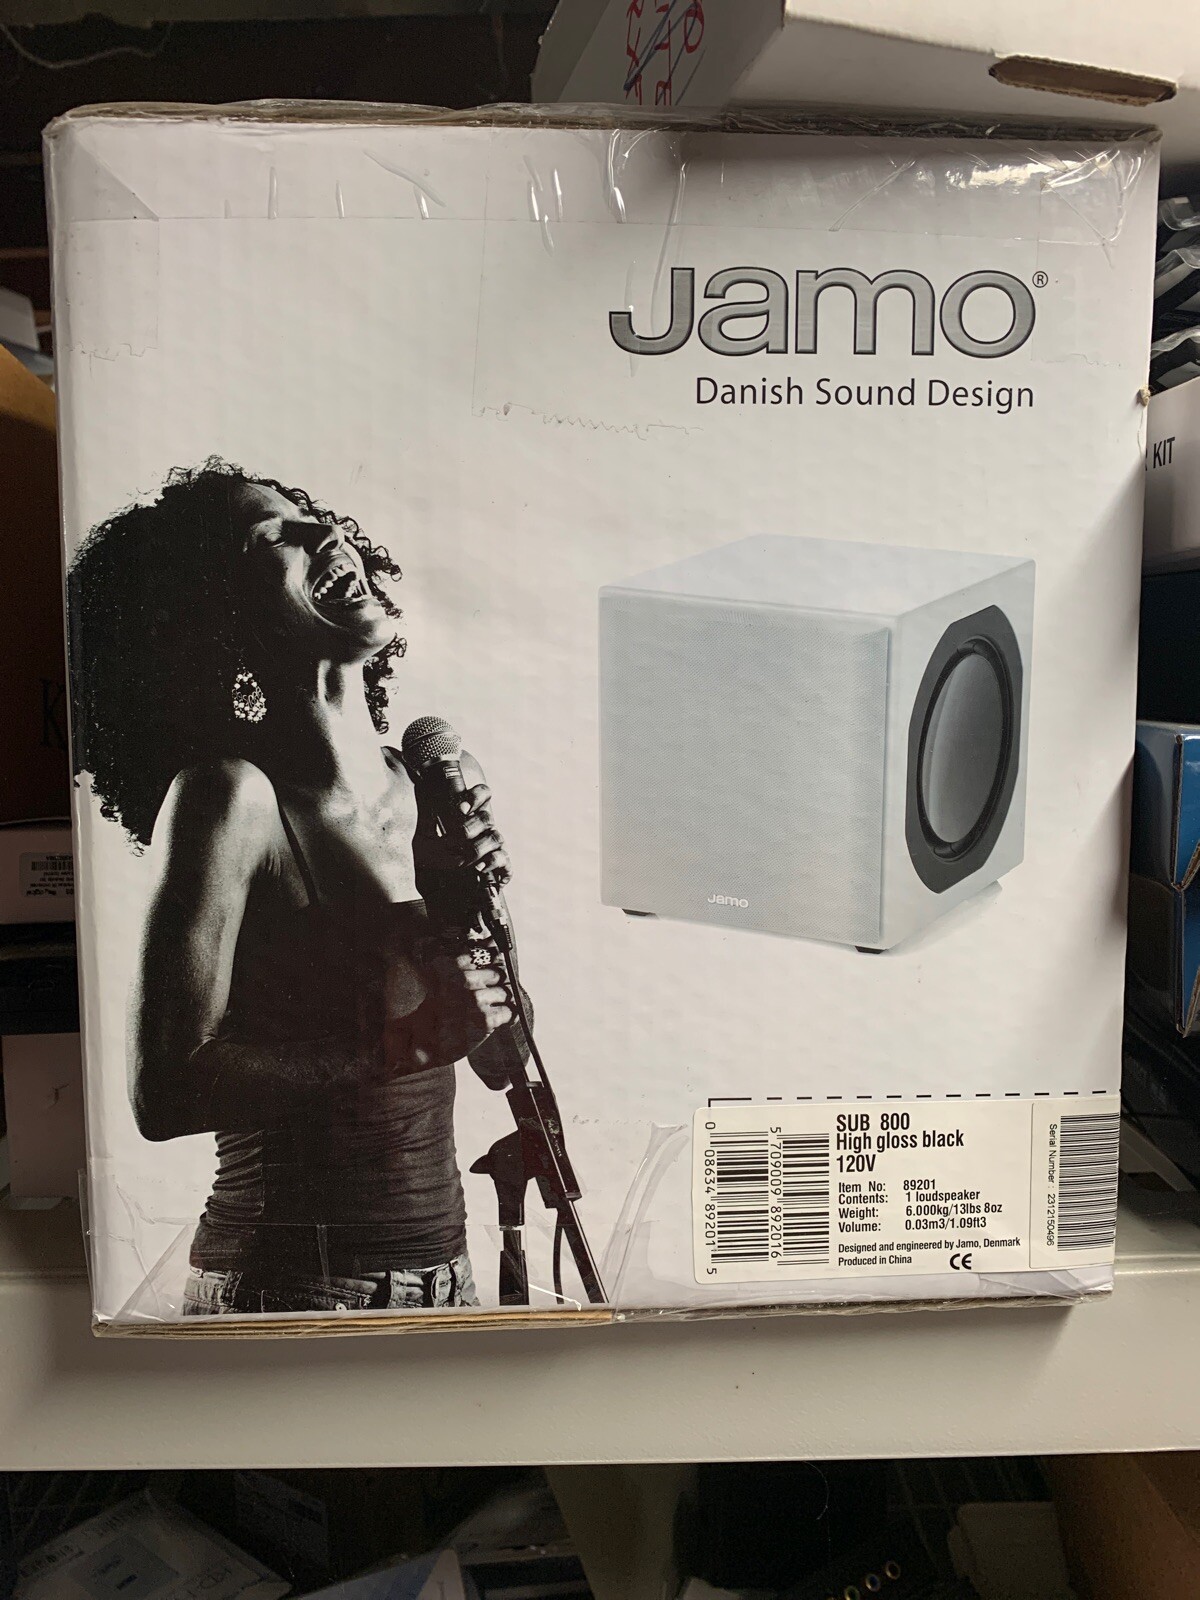 Jamo®
Danish Sound Design
KIT
K
Jamo
SUB 800
High gloss black
120V
Item No: 89201
Contents: 1 loudspeaker
Weight: 6.000kg/13lbs 8oz
Volume: 0.03m3/1.09ft3
Designed and engineered by Jamo, Denmark
Produced in China CE
0 08634 89201 5
5 709009 892016
Serial Number: 2312150496